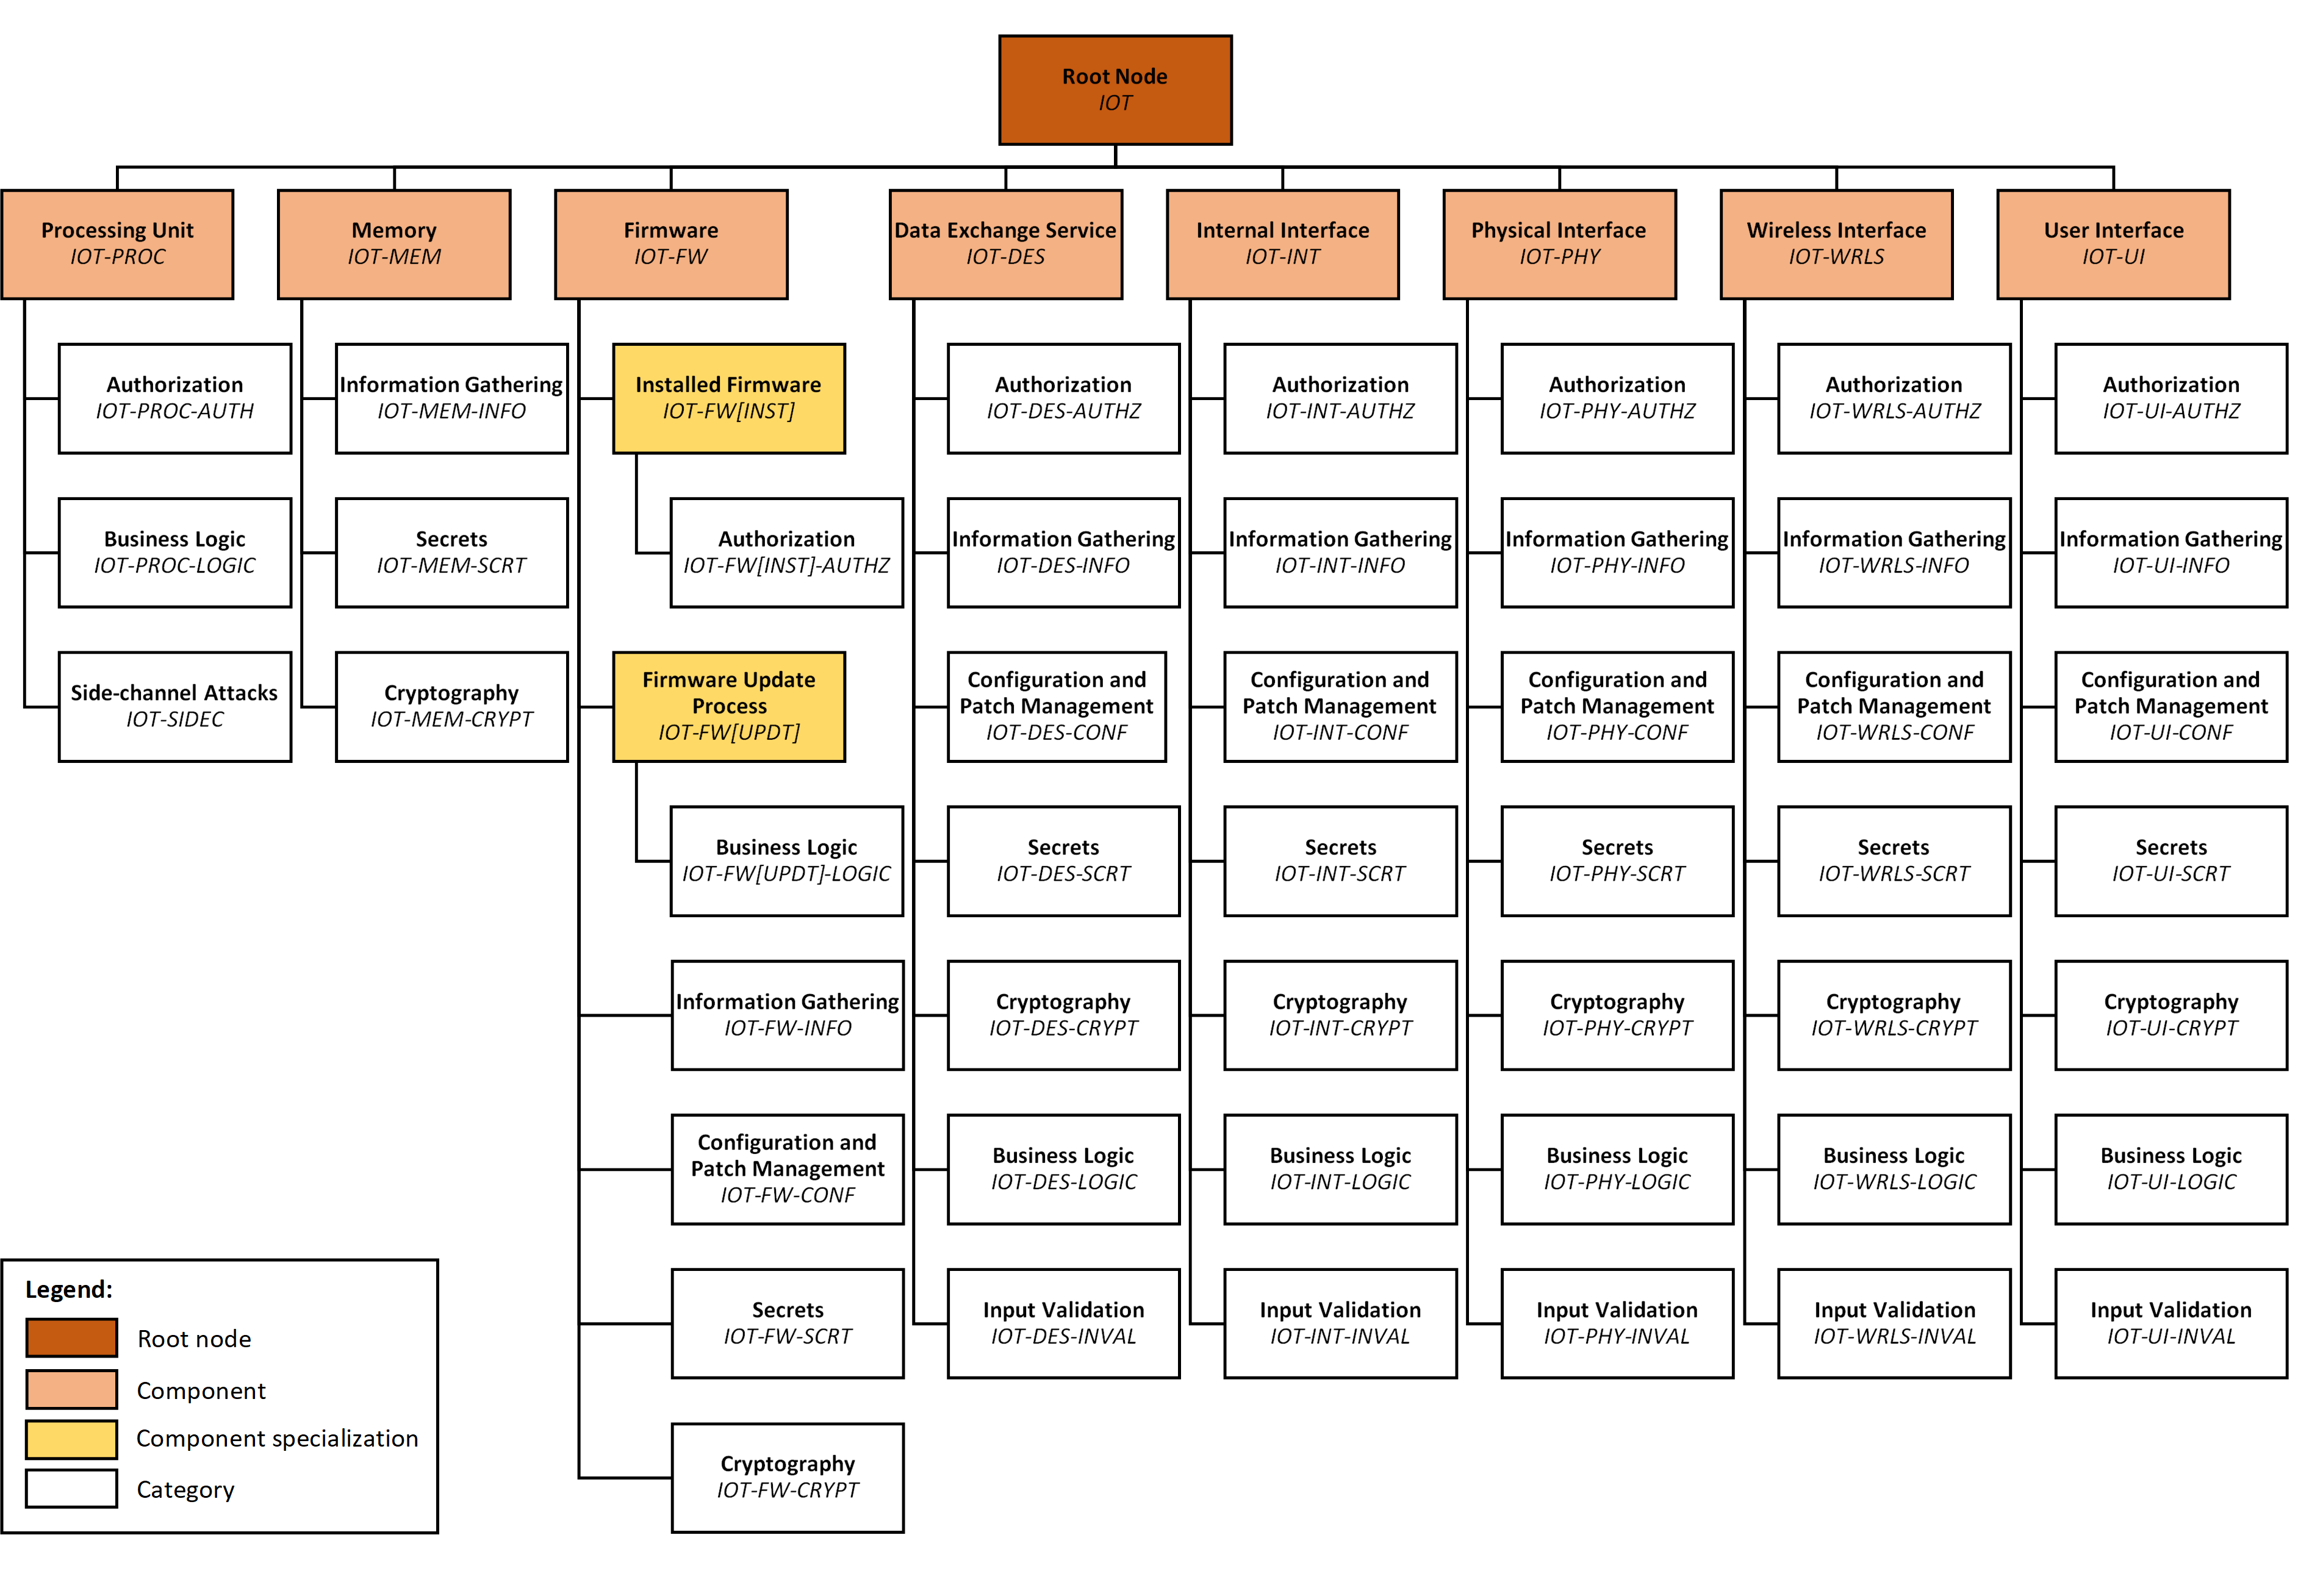 Root Node
IOT
Processing Unit
IOT-PROC
Memory
IOT-MEM
Firmware
IOT-FW
Data Exchange Service
IOT-DES
Internal Interface
IOT-INT
Physical Interface
IOT-PHY
Wireless Interface
IOT-WRLS
User Interface
IOT-UI
Authorization
IOT-PROC-AUTH
Business Logic
IOT-PROC-LOGIC
Side-channel Attacks
IOT-SIDEC
Information Gathering
IOT-MEM-INFO
Secrets
IOT-MEM-SCRT
Cryptography
IOT-MEM-CRYPT
Installed Firmware
IOT-FW[INST]
Authorization
IOT-FW[INST]-AUTHZ
Firmware Update
Process
IOT-FW[UPDT]
Business Logic
IOT-FW[UPDT]-LOGIC
Information Gathering
IOT-FW-INFO
Configuration and
Patch Management
IOT-FW-CONF
Secrets
IOT-FW-SCRT
Cryptography
IOT-FW-CRYPT
Authorization
IOT-DES-AUTHZ
Information Gathering
IOT-DES-INFO
Configuration and
Patch Management
IOT-DES-CONF
Secrets
IOT-DES-SCRT
Cryptography
IOT-DES-CRYPT
Business Logic
IOT-DES-LOGIC
Input Validation
IOT-DES-INVAL
Authorization
IOT-INT-AUTHZ
Information Gathering
IOT-INT-INFO
Configuration and
Patch Management
IOT-INT-CONF
Secrets
IOT-INT-SCRT
Cryptography
IOT-INT-CRYPT
Business Logic
IOT-INT-LOGIC
Input Validation
IOT-INT-INVAL
Authorization
IOT-PHY-AUTHZ
Information Gathering
IOT-PHY-INFO
Configuration and
Patch Management
IOT-PHY-CONF
Secrets
IOT-PHY-SCRT
Cryptography
IOT-PHY-CRYPT
Business Logic
IOT-PHY-LOGIC
Input Validation
IOT-PHY-INVAL
Authorization
IOT-WRLS-AUTHZ
Information Gathering
IOT-WRLS-INFO
Configuration and
Patch Management
IOT-WRLS-CONF
Secrets
IOT-WRLS-SCRT
Cryptography
IOT-WRLS-CRYPT
Business Logic
IOT-WRLS-LOGIC
Input Validation
IOT-WRLS-INVAL
Authorization
IOT-UI-AUTHZ
Information Gathering
IOT-UI-INFO
Configuration and
Patch Management
IOT-UI-CONF
Secrets
IOT-UI-SCRT
Cryptography
IOT-UI-CRYPT
Business Logic
IOT-UI-LOGIC
Input Validation
IOT-UI-INVAL
Legend:
Root node
Component
Component specialization
Category